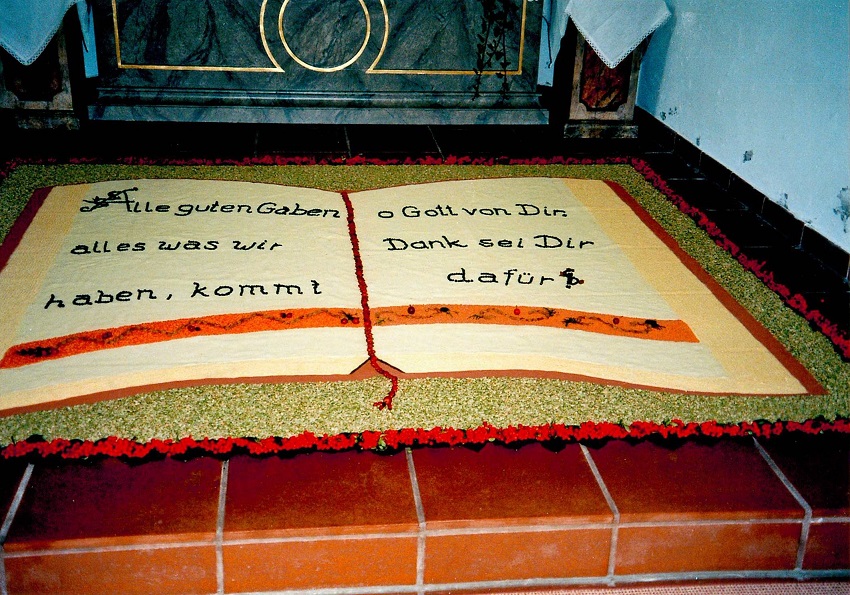 Alle guten Gaben
alles was wir
haben, kommt
o Gott von Dir.
Dank sei Dir
dafür!